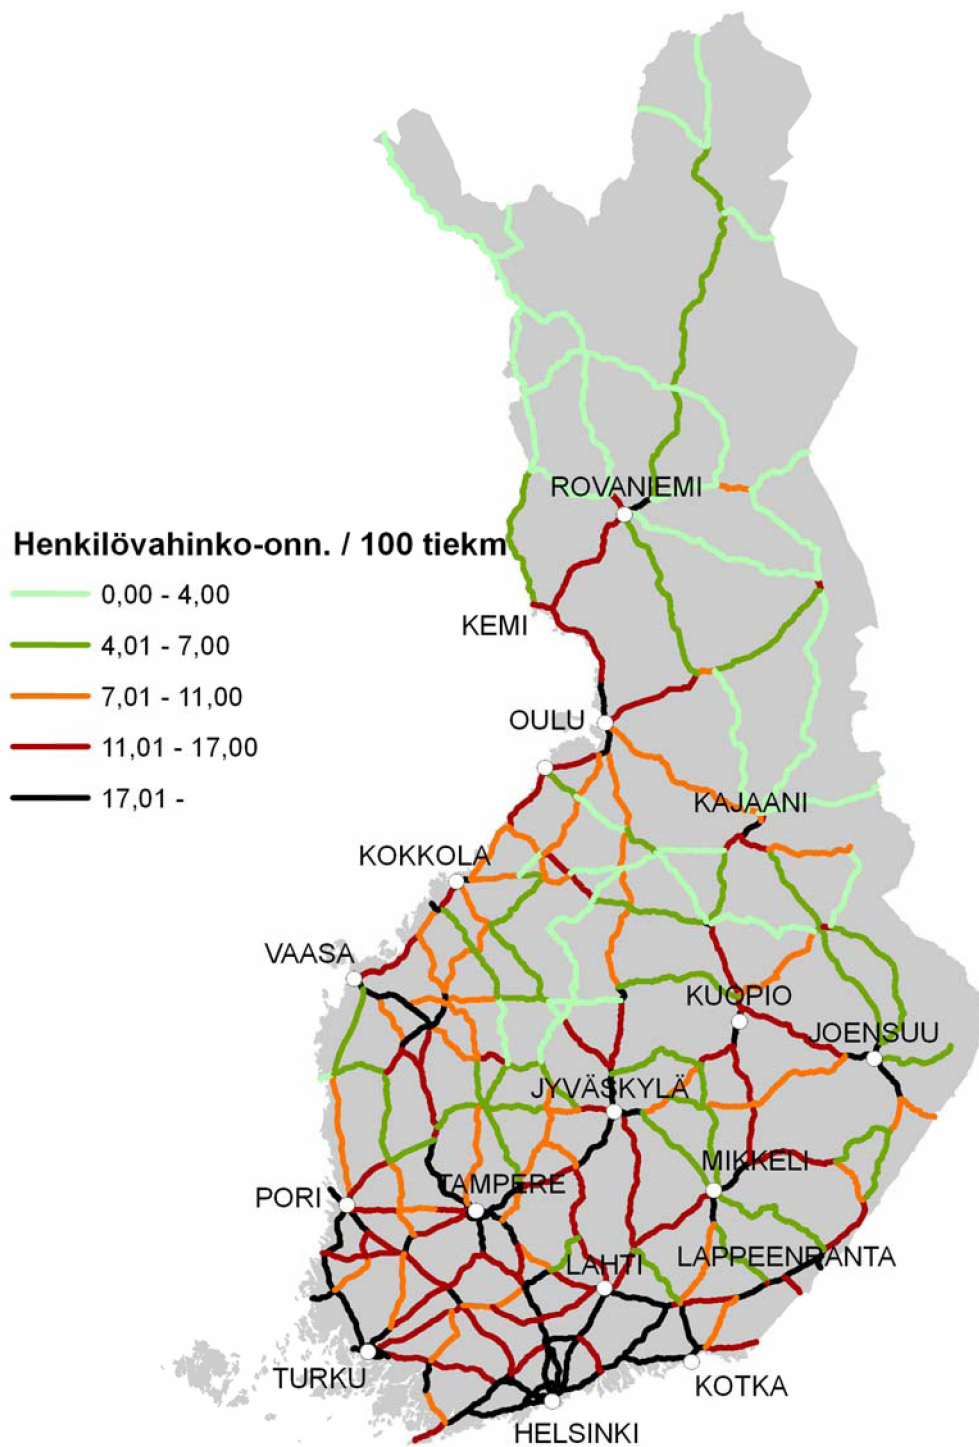 ROVANIEMI
Henkilövahinko-onn. / 100 tiekm
0,00 - 4,00
4,01 - 7,00
7,01 - 11,00
11,01 - 17,00
17,01 -
KEMI
OULU
KAJAANI
KOKKOLA
VAASA
KUOPIO
JOENSUU
JYVÄSKYLÄ
MIKKELI
TAMPERE
PORI
LAPPEENRANTA
LAHTI
TURKU
KOTKA
HELSINKI